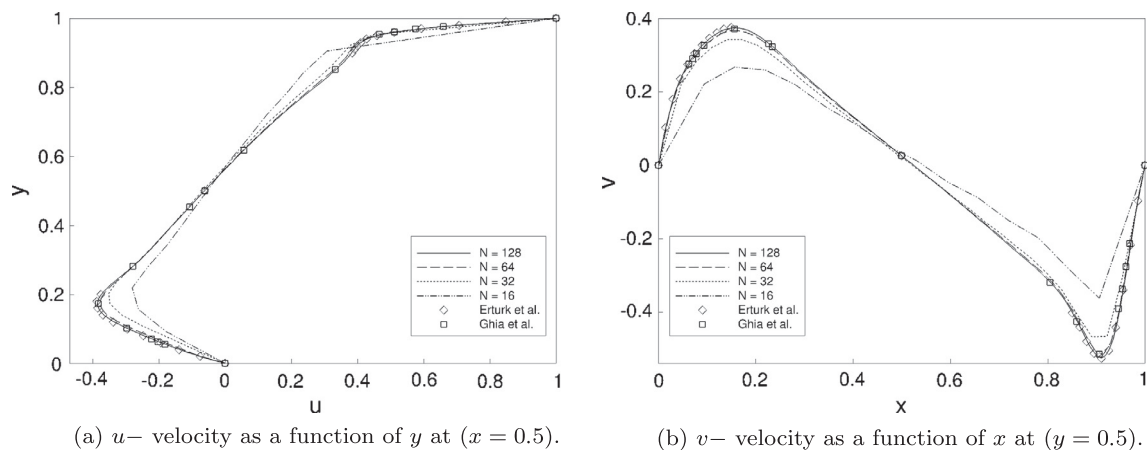 1
0.8
0.6
0.4
0.2
0
y
-0.4 -0.2 0 0.2 0.4 0.6 0.8 1
u
N = 128
N = 64
N = 32
N = 16
Erturk et al.
Ghia et al.
(a) u− velocity as a function of y at (x = 0.5).
0.4
0.2
0
-0.2
-0.4
v
0 0.2 0.4 0.6 0.8 1
x
N = 128
N = 64
N = 32
N = 16
Erturk et al.
Ghia et al.
(b) v− velocity as a function of x at (y = 0.5).